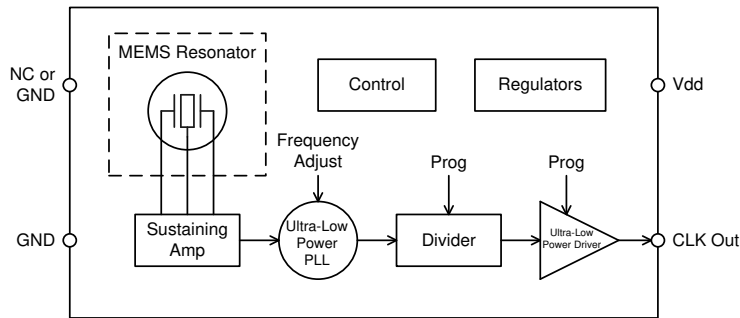 MEMS Resonator
NC or
GND
Control
Regulators
Vdd
Frequency
Adjust
Prog
Prog
GND
Sustaining
Amp
Ultra-Low
Power
PLL
Divider
Ultra-Low
Power Driver
CLK Out